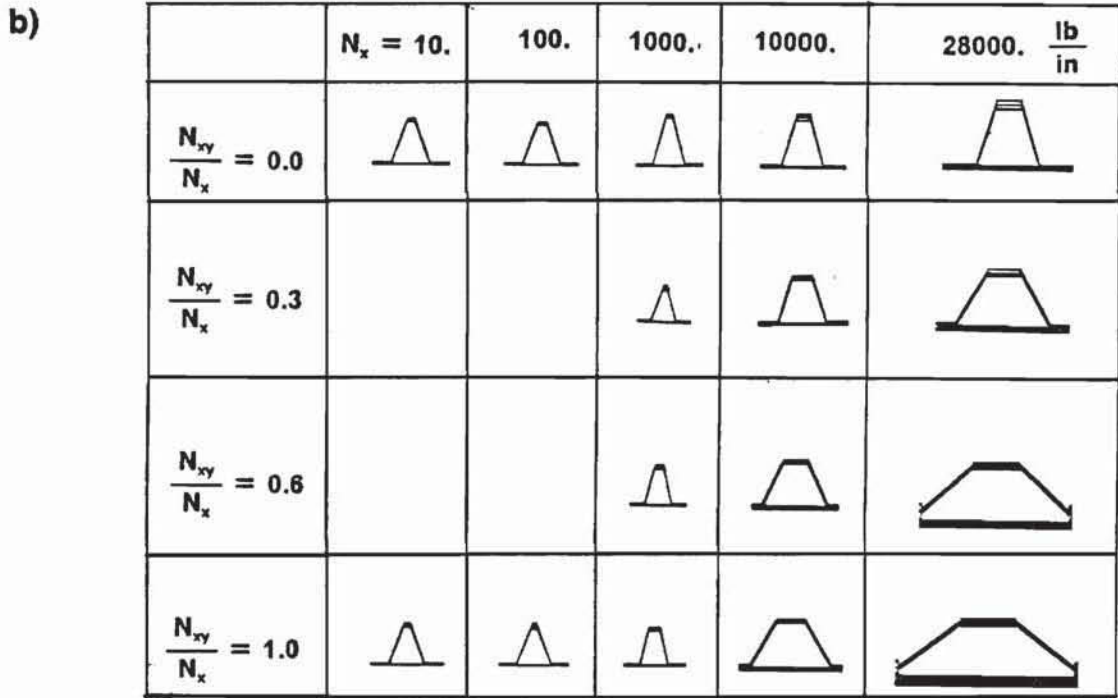 b)
N_x = 10. 100. 1000. 10000. 28000. lb/in
N_xy/N_x = 0.0
N_xy/N_x = 0.3
N_xy/N_x = 0.6
N_xy/N_x = 1.0